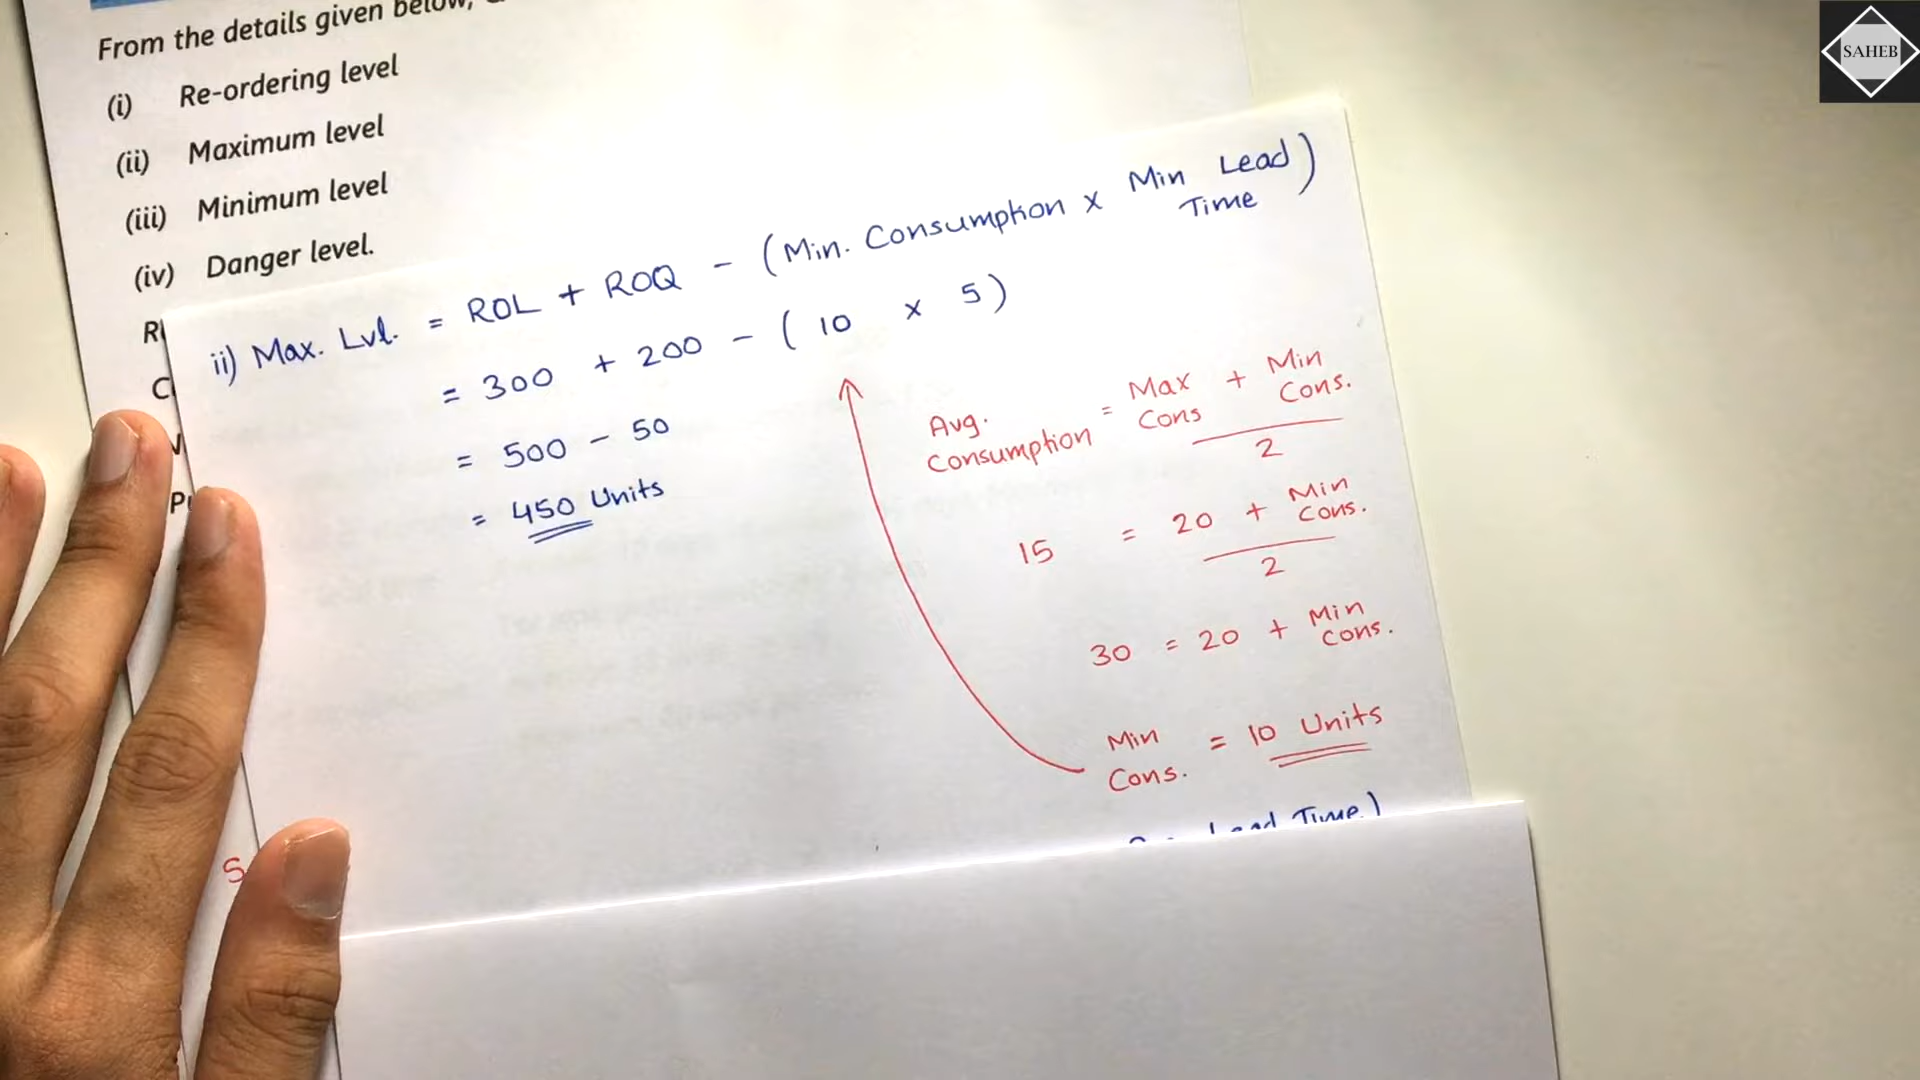 From the details given below,
(i) Re-ordering level
(ii) Maximum level
(iii) Minimum level
(iv) Danger level.
ii) Max. Lvl. = ROL + ROQ - (Min. Consumption x Min Lead Time)
= 300 + 200 - ( 10 x 5 )
= 500 - 50
= 450 Units
Avg. Consumption = Max Cons + Min Cons.
2
15 = 20 + Min Cons.
2
30 = 20 + Min Cons.
Min Cons. = 10 Units
Lead Time)
SAHEB